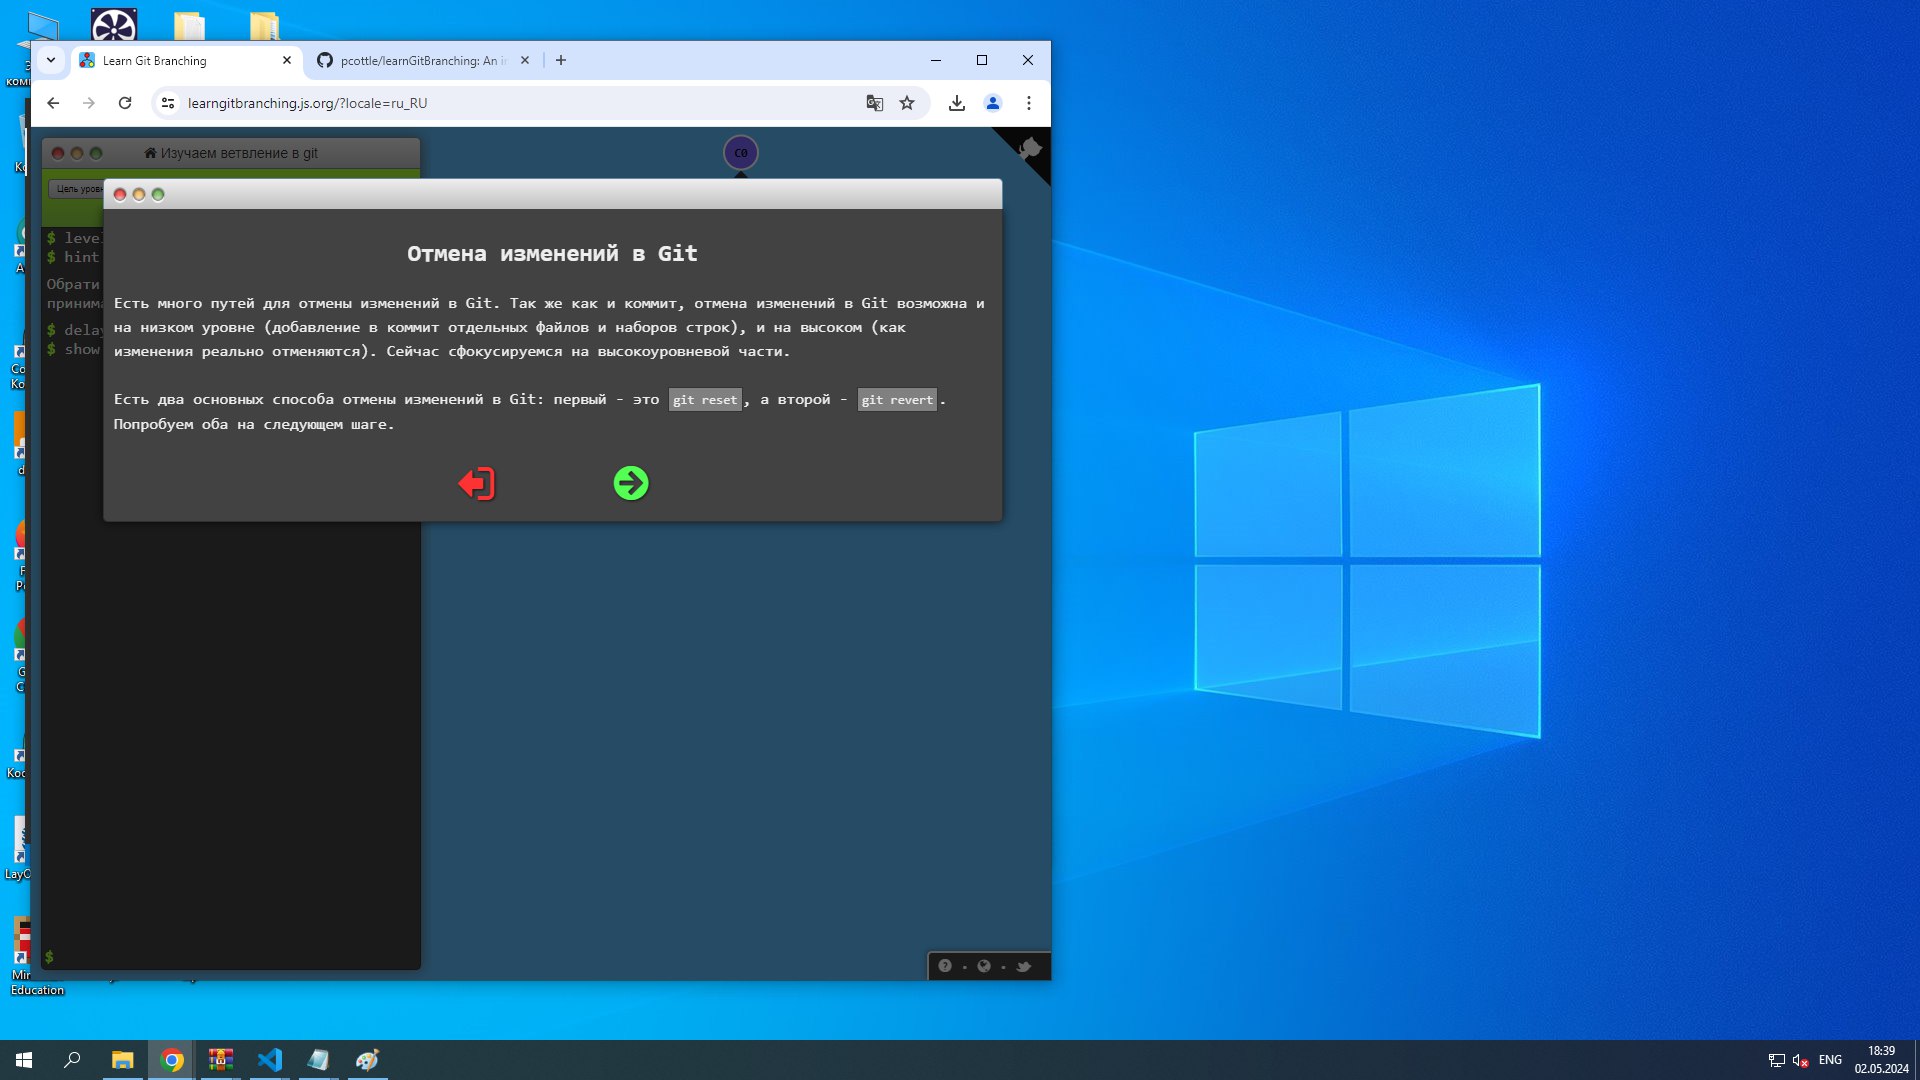 Learn Git Branching
pcottle/learnGitBranching: An in
learngitbranching.js.org/?locale=ru_RU
Изучаем ветвление в git
C0
Цель уровн
$ level
$ hint
Обрати
принима
$ delay
$ show
Отмена изменений в Git
Есть много путей для отмены изменений в Git. Так же как и коммит, отмена изменений в Git возможна и
на низком уровне (добавление в коммит отдельных файлов и наборов строк), и на высоком (как
изменения реально отменяются). Сейчас сфокусируемся на высокоуровневой части.
Есть два основных способа отмены изменений в Git: первый - это git reset, а второй - git revert.
Попробуем оба на следующем шаге.
$
Education
ENG
18:39
02.05.2024